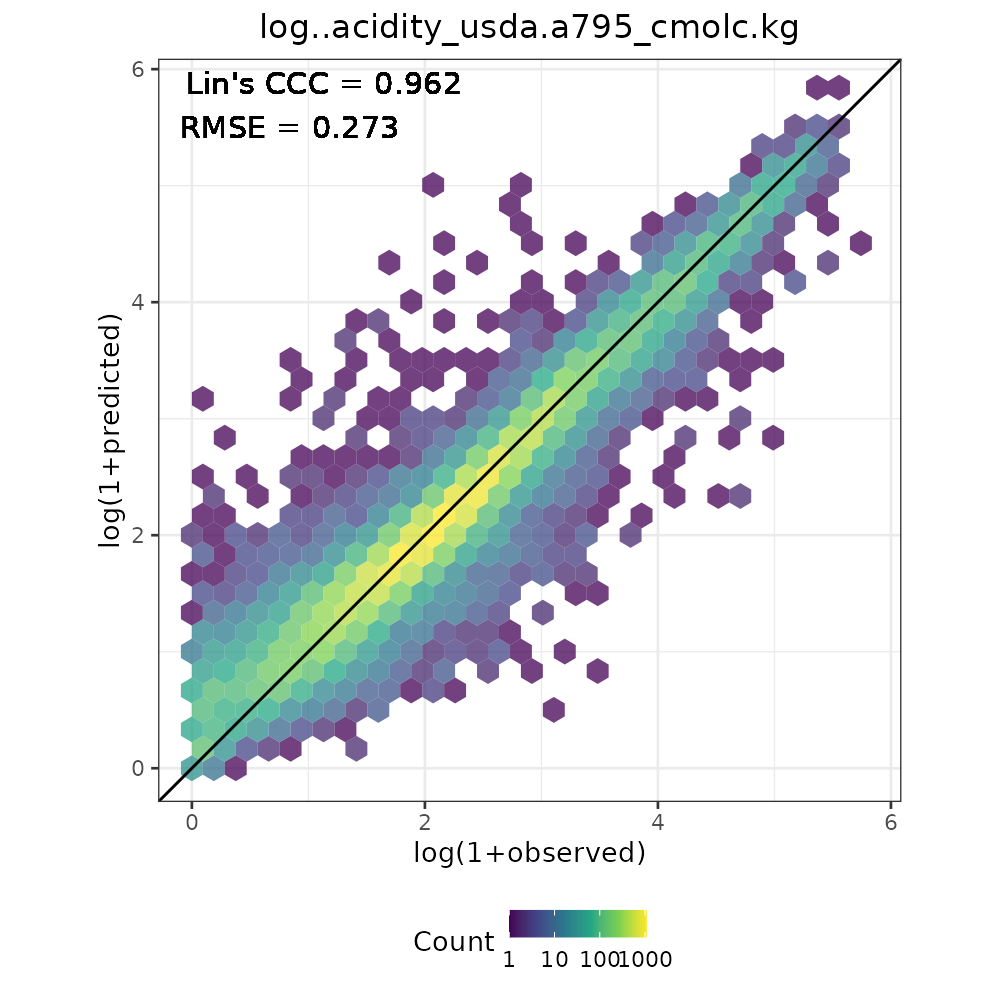 log..acidity_usda.a795_cmolc.kg
Lin's CCC = 0.962
RMSE = 0.273
6
4
2
0
log(1+predicted)
0 2 4 6
log(1+observed)
Count
1 10 100 1000